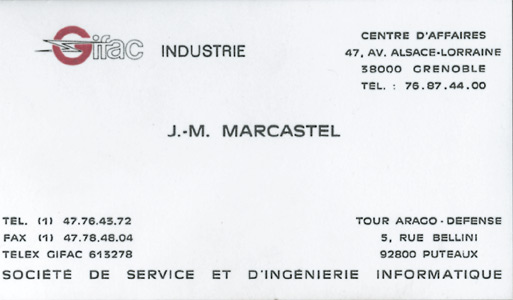 Gifac INDUSTRIE
CENTRE D'AFFAIRES
47, AV. ALSACE-LORRAINE
38000 GRENOBLE
TEL. : 76.87.44.00
J.-M. MARCASTEL
TEL. (1) 47.76.43.72
FAX (1) 47.78.48.04
TELEX GIFAC 613278
TOUR ARAGO - DEFENSE
5, RUE BELLINI
92800 PUTEAUX
SOCIÉTÉ DE SERVICE ET D'INGÉNIERIE INFORMATIQUE